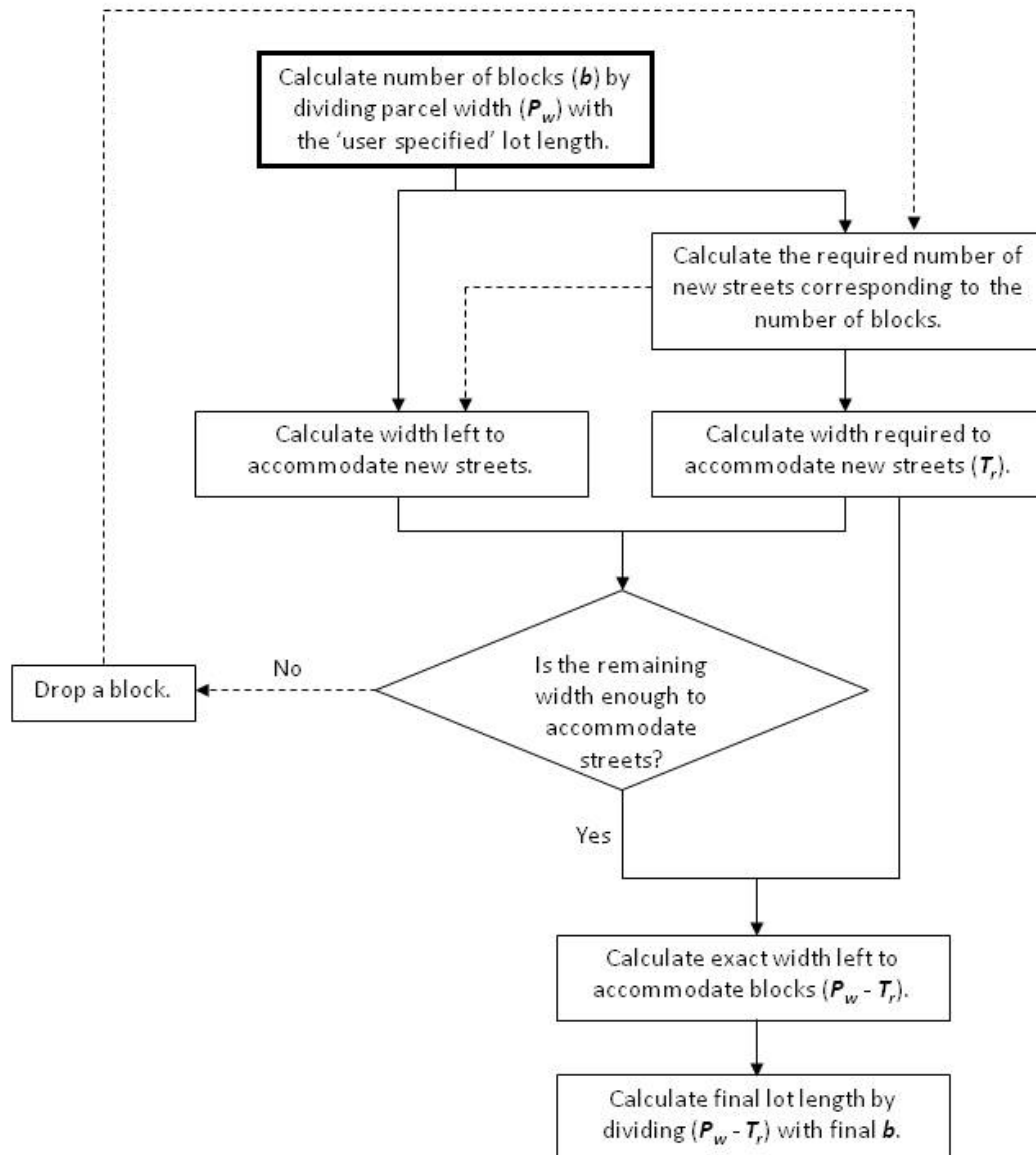 Calculate number of blocks (b) by
dividing parcel width (Pw) with
the ‘user specified’ lot length.
Calculate the required number of
new streets corresponding to the
number of blocks.
Calculate width left to
accommodate new streets.
Calculate width required to
accommodate new streets (Tr).
Is the remaining
width enough to
accommodate
streets?
No
Drop a block.
Yes
Calculate exact width left to
accommodate blocks (Pw - Tr).
Calculate final lot length by
dividing (Pw - Tr) with final b.